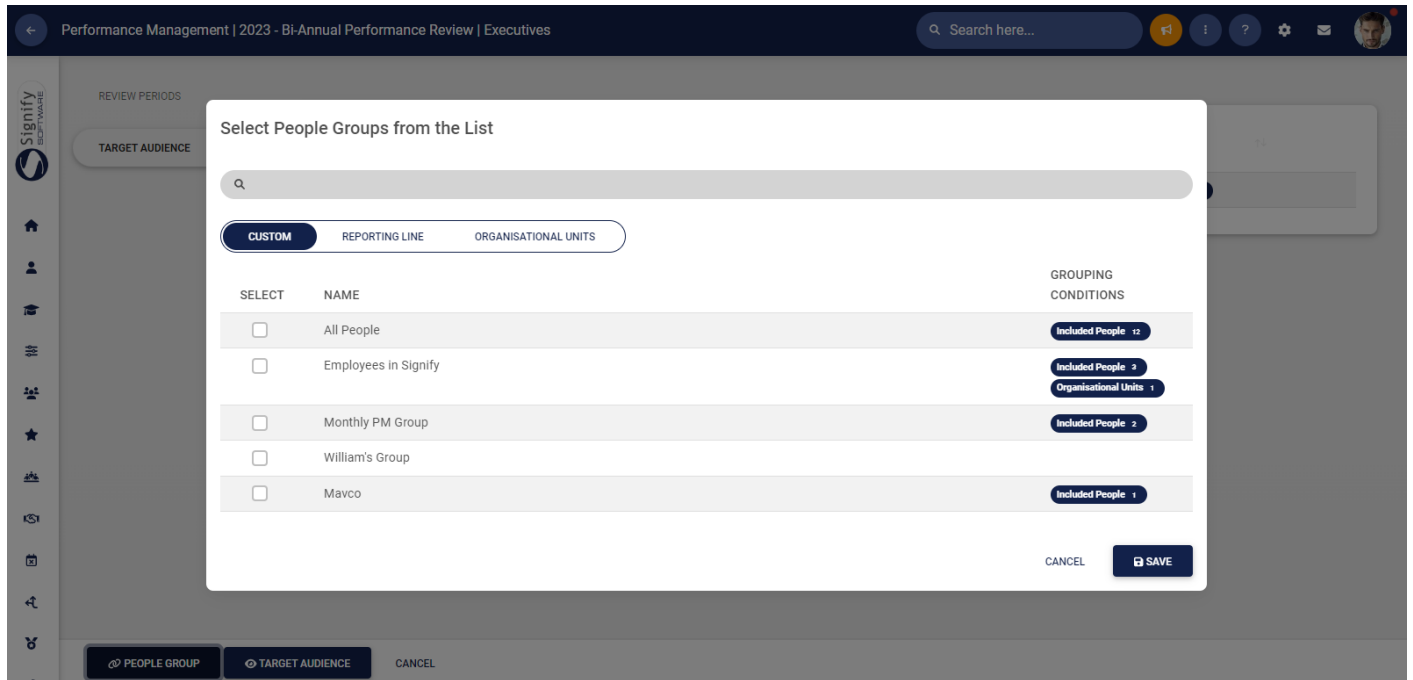 Performance Management | 2023 - Bi-Annual Performance Review | Executives
Search here...
?
Signify
SOFTWARE
REVIEW PERIODS
TARGET AUDIENCE
Select People Groups from the List
CUSTOM REPORTING LINE ORGANISATIONAL UNITS
SELECT NAME GROUPING CONDITIONS
All People Included People 12
Employees in Signify Included People 3
Organisational Units 1
Monthly PM Group Included People 2
William's Group
Mavco Included People 1
CANCEL SAVE
PEOPLE GROUP TARGET AUDIENCE CANCEL